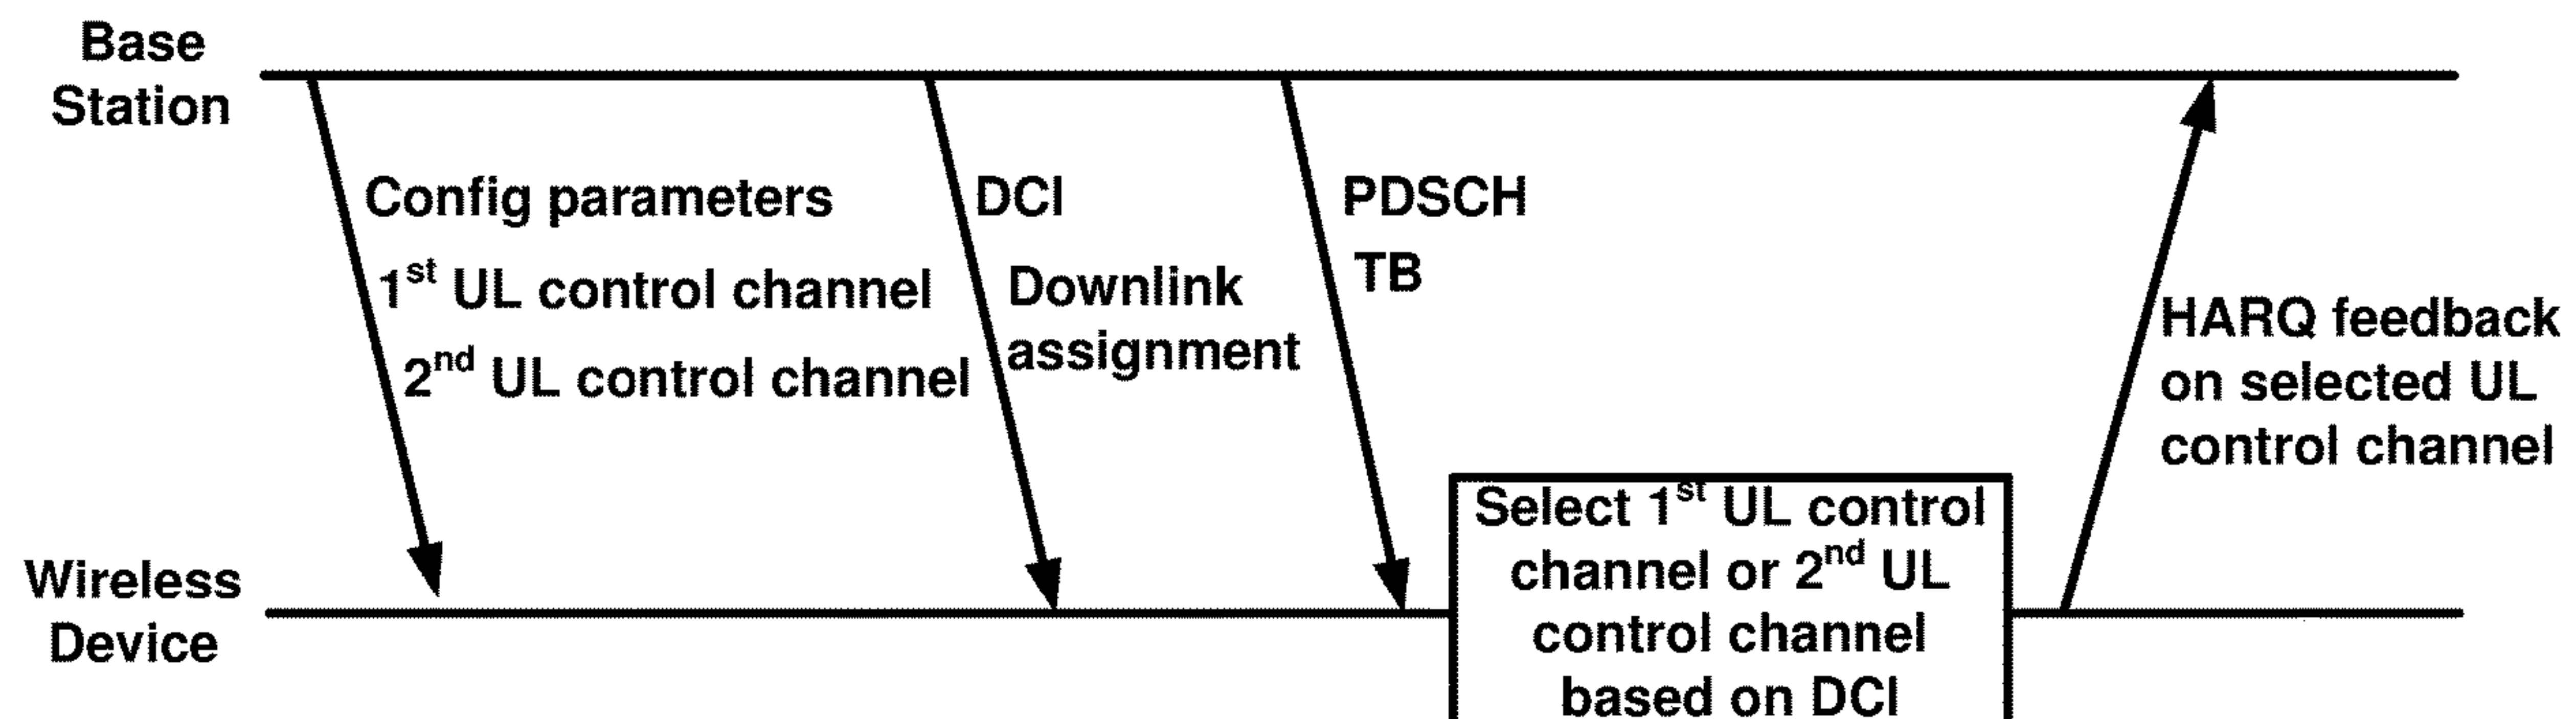 Base
Station
Config parameters
1st UL control channel
2nd UL control channel
DCI
Downlink
assignment
PDSCH
TB
HARQ feedback
on selected UL
control channel
Wireless
Device
Select 1st UL control
channel or 2nd UL
control channel
based on DCI